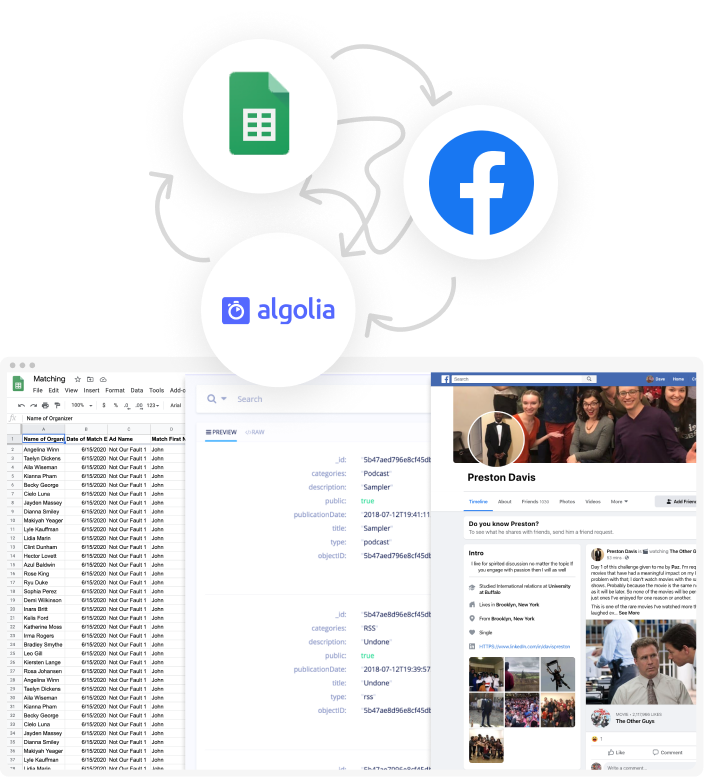 algolia
Matching
File Edit View Insert Format Data Tools Add-o
100% $ % .0 .00 123 Arial
fx Name of Organizer
A B C D
1 Name of Organi Date of Match E Ad Name Match First N
2 Angelina Winn 6/15/2020 Not Our Fault 1 John
3 Taelyn Dickens 6/15/2020 Not Our Fault 1 John
4 Alla Wiseman 6/15/2020 Not Our Fault 1 John
5 Kianna Pham 6/15/2020 Not Our Fault 1 John
6 Becky George 6/15/2020 Not Our Fault 1 John
7 Cielo Luna 6/15/2020 Not Our Fault 1 John
8 Jayden Massey 6/15/2020 Not Our Fault 1 John
9 Dianna Smiley 6/15/2020 Not Our Fault 1 John
10 Makiyah Yeager 6/15/2020 Not Our Fault 1 John
11 Lyle Kauffman 6/15/2020 Not Our Fault 1 John
12 Lidia Marin 6/15/2020 Not Our Fault 1 John
13 Clint Dunham 6/15/2020 Not Our Fault 1 John
14 Hector Lovett 6/15/2020 Not Our Fault 1 John
15 Azul Baldwin 6/15/2020 Not Our Fault 1 John
16 Rose King 6/15/2020 Not Our Fault 1 John
17 Ryu Duke 6/15/2020 Not Our Fault 1 John
18 Sophia Perez 6/15/2020 Not Our Fault 1 John
19 Demi Wilkinson 6/15/2020 Not Our Fault 1 John
20 Inara Britt 6/15/2020 Not Our Fault 1 John
21 Keila Ford 6/15/2020 Not Our Fault 1 John
22 Katherine Moss 6/15/2020 Not Our Fault 1 John
23 Irma Rogers 6/15/2020 Not Our Fault 1 John
24 Bradley Smythe 6/15/2020 Not Our Fault 1 John
25 Leo Gill 6/15/2020 Not Our Fault 1 John
26 Kiersten Lange 6/15/2020 Not Our Fault 1 John
27 Rosa Johansen 6/15/2020 Not Our Fault 1 John
28 Angelina Winn 6/15/2020 Not Our Fault 1 John
29 Taelyn Dickens 6/15/2020 Not Our Fault 1 John
30 Alla Wiseman 6/15/2020 Not Our Fault 1 John
31 Kianna Pham 6/15/2020 Not Our Fault 1 John
32 Becky George 6/15/2020 Not Our Fault 1 John
33 Cielo Luna 6/15/2020 Not Our Fault 1 John
34 Jayden Massey 6/15/2020 Not Our Fault 1 John
35 Dianna Smiley 6/15/2020 Not Our Fault 1 John
36 Makiyah Yeager 6/15/2020 Not Our Fault 1 John
37 Lyle Kauffman 6/15/2020 Not Our Fault 1 John
Lidia Marin 6/15/2020 Not Our Fault 1 John
Search
PREVIEW </>RAW
_id: "5b47aed796e8cf45db
categories: "Podcast"
description: "Sampler"
public: true
publicationDate: "2018-07-12T19:41:11
title: "Sampler"
type: "podcast"
objectID: "5b47aed796e8cf45db
_id: "5b47ae8d96e8cf45db
categories: "RSS"
description: "Undone"
public: true
publicationDate: "2018-07-12T19:39:57
title: "Undone"
type: "rss"
objectID: "5b47ae8d96e8cf45db
Search
Dave Home
Preston Davis
Timeline About Friends Photos Videos More Add Friend
Do you know Preston?
To see what he shares with friends, send him a friend request.
Intro
I live for spirited discussion no matter the topic If
you engage with passion then I will as well
Studied International relations at University
at Buffalo
Lives in Brooklyn, New York
From Brooklyn, New York
Single
HTTPS://www.linkedin.com/in/davispreston
Preston Davis is watching The Other G
53 mins
Day 1 of this challenge given to me by Paz. I'm req
movies that have had a meaningful impact on my l
problem with that; I don't watch movies with the su
shows. Probably because the movie is the same n
as it will be later. So none of the movies will be per
just ones I've enjoyed for one reason or another.
This is one of the rare movies I've watched more t
laughed ev... See More
The Other Guys
1
Like Comment
Write a comment...